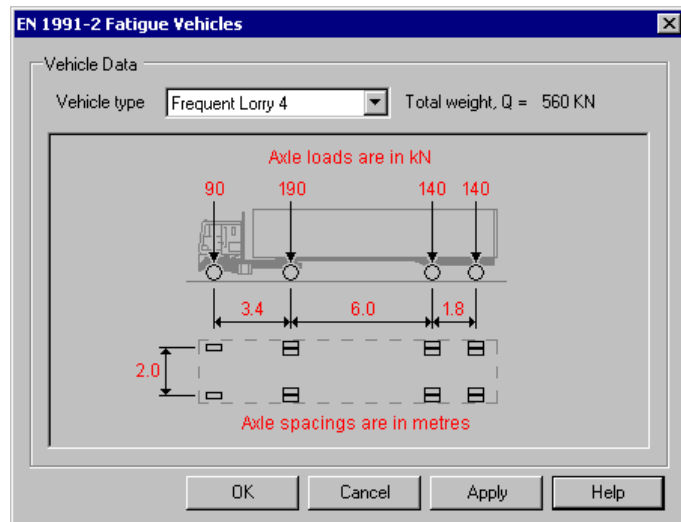 EN 1991-2 Fatigue Vehicles
Vehicle Data
Vehicle type Frequent Lorry 4 Total weight, Q = 560 KN
Axle loads are in kN
90 190 140 140
3.4 6.0 1.8
2.0
Axle spacings are in metres
OK Cancel Apply Help